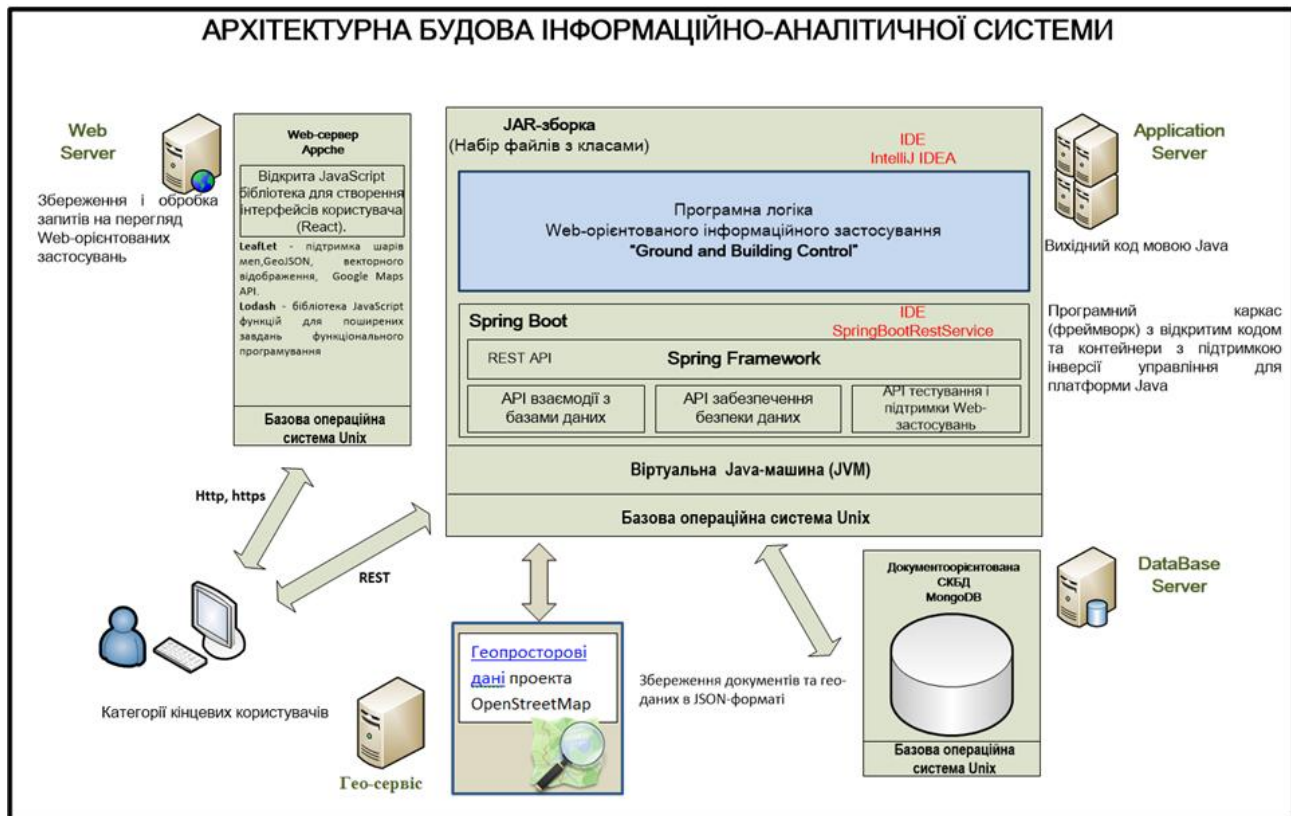 АРХІТЕКТУРНА БУДОВА ІНФОРМАЦІЙНО-АНАЛІТИЧНОЇ СИСТЕМИ
Web
Server
Збереження і обробка
запитів на перегляд
Web-орієнтованих
застосувань
Web-сервер
Appche
Відкрита JavaScript
бібліотека для створення
інтерфейсів користувача
(React).
LeafLet - підтримка шарів
мєп,GeoJSON, векторного
відображення, Google Maps
API.
Lodash - бібліотека JavaScript
функцій для поширених
завдань функціонального
програмування
Базова операційна
система Unix
JAR-зборка
(Набір файлів з класами)
IDE
IntelliJ IDEA
Програмна логіка
Web-орієнтованого інформаційного застосування
“Ground and Building Control”
Spring Boot
IDE
SpringBootRestService
REST API
Spring Framework
API взаємодії з
базами даних
API забезпечення
безпеки даних
API тестування і
підтримки Web-
застосувань
Віртуальна Java-машина (JVM)
Базова операційна система Unix
Application
Server
Вихідний код мовою Java
Програмний каркас
(фреймворк) з відкритим кодом
та контейнери з підтримкою
інверсії управління для
платформи Java
Http, https
REST
Категорії кінцевих користувачів
Гео-сервіс
Геопросторові
дані проекта
OpenStreetMap
Збереження документів та гео-
даних в JSON-форматі
Документоорієнтована
СКБД
MongoDB
Базова операційна
система Unix
DataBase
Server